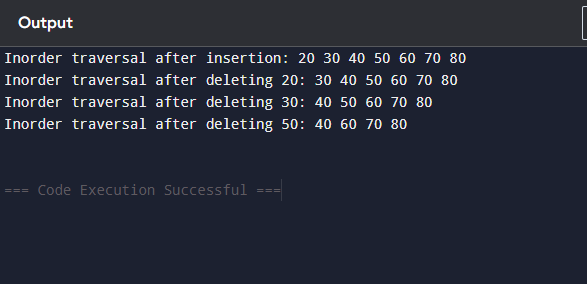 Output
Inorder traversal after insertion: 20 30 40 50 60 70 80
Inorder traversal after deleting 20: 30 40 50 60 70 80
Inorder traversal after deleting 30: 40 50 60 70 80
Inorder traversal after deleting 50: 40 60 70 80
=== Code Execution Successful ===